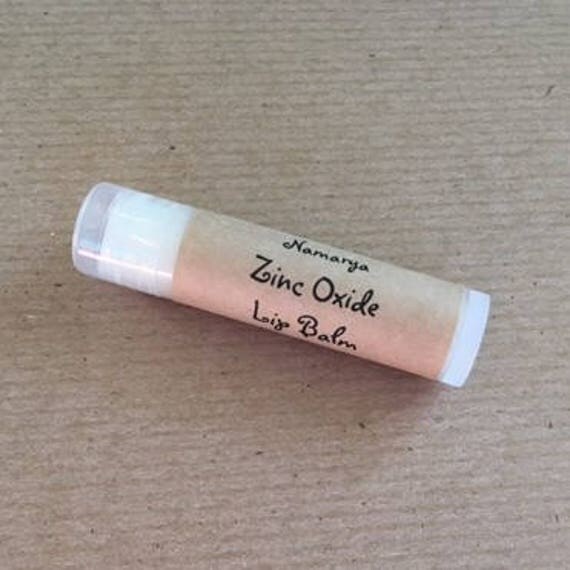 Namarya
Zinc Oxide
Lip Balm